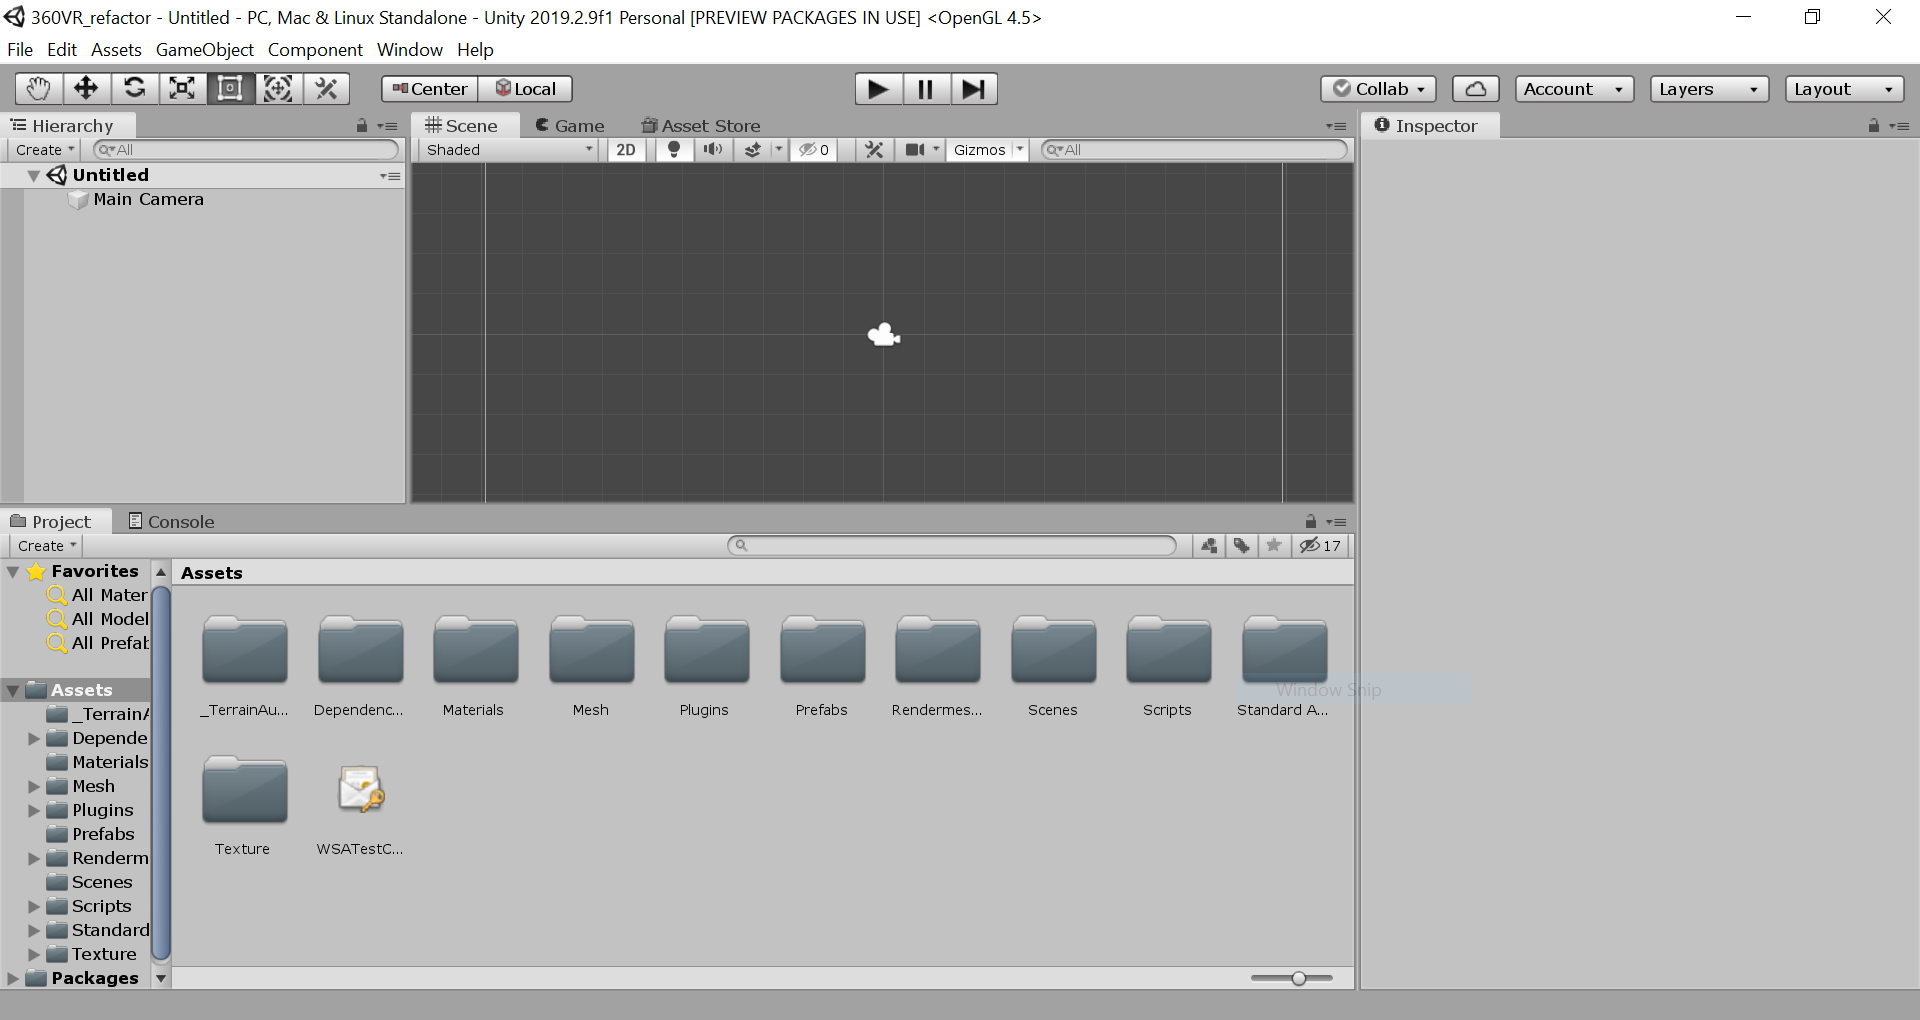 360VR_refactor - Untitled - PC, Mac & Linux Standalone - Unity 2019.2.9f1 Personal [PREVIEW PACKAGES IN USE] <OpenGL 4.5>
File Edit Assets GameObject Component Window Help
Center Local Collab Account Layers Layout
Hierarchy
Create All
Untitled
Main Camera
Scene Game Asset Store
Shaded 2D 0 Gizmos All
Inspector
Project Console
Create 17
Favorites
All Mater
All Model
All Prefab
Assets
_TerrainA
Depende
Materials
Mesh
Plugins
Prefabs
Renderm
Scenes
Scripts
Standard
Texture
Packages
Assets
_TerrainAu... Dependenc... Materials Mesh Plugins Prefabs Rendermes... Scenes Scripts Standard A...
Window Snip
Texture WSATestC...